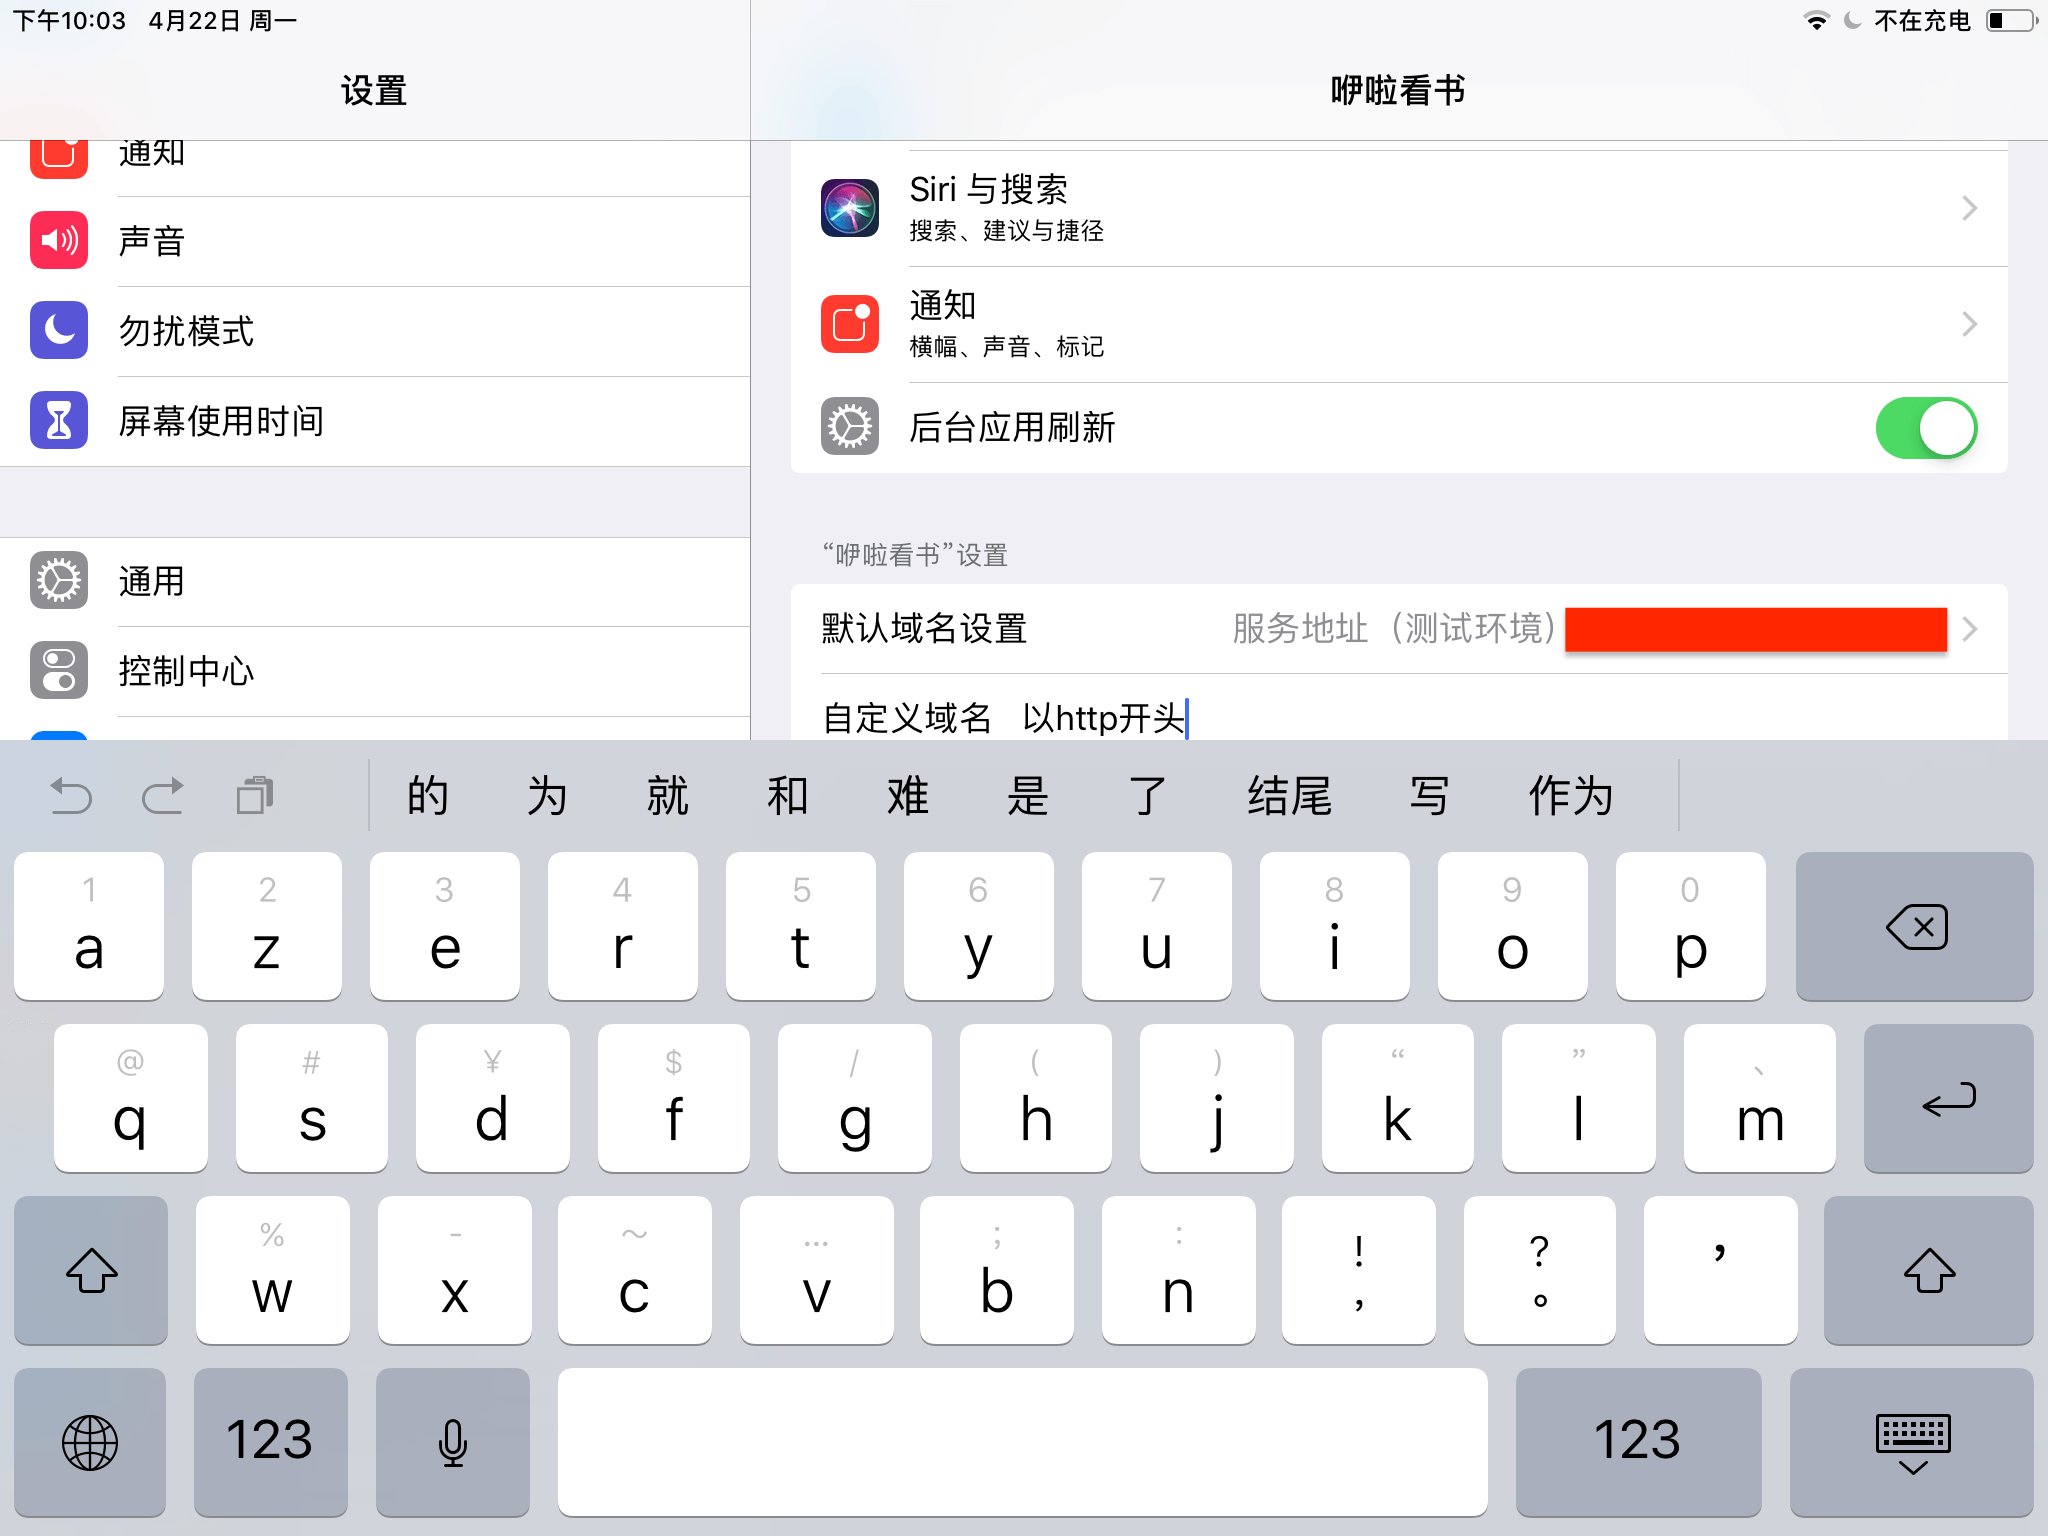 下午10:03 4月22日 周一
不在充电
设置
咿啦看书
通知
声音
勿扰模式
屏幕使用时间
通用
控制中心
Siri 与搜索
搜索、建议与捷径
通知
横幅、声音、标记
后台应用刷新
“咿啦看书”设置
默认域名设置 服务地址（测试环境）
自定义域名 以http开头
的 为 就 和 难 是 了 结尾 写 作为
1 2 3 4 5 6 7 8 9 0
a z e r t y u i o p
@ # ¥ $ / ( ) “ ” 、
q s d f g h j k l m
% - ～ … ; : ! ? ，
w x c v b n , 。
123 123